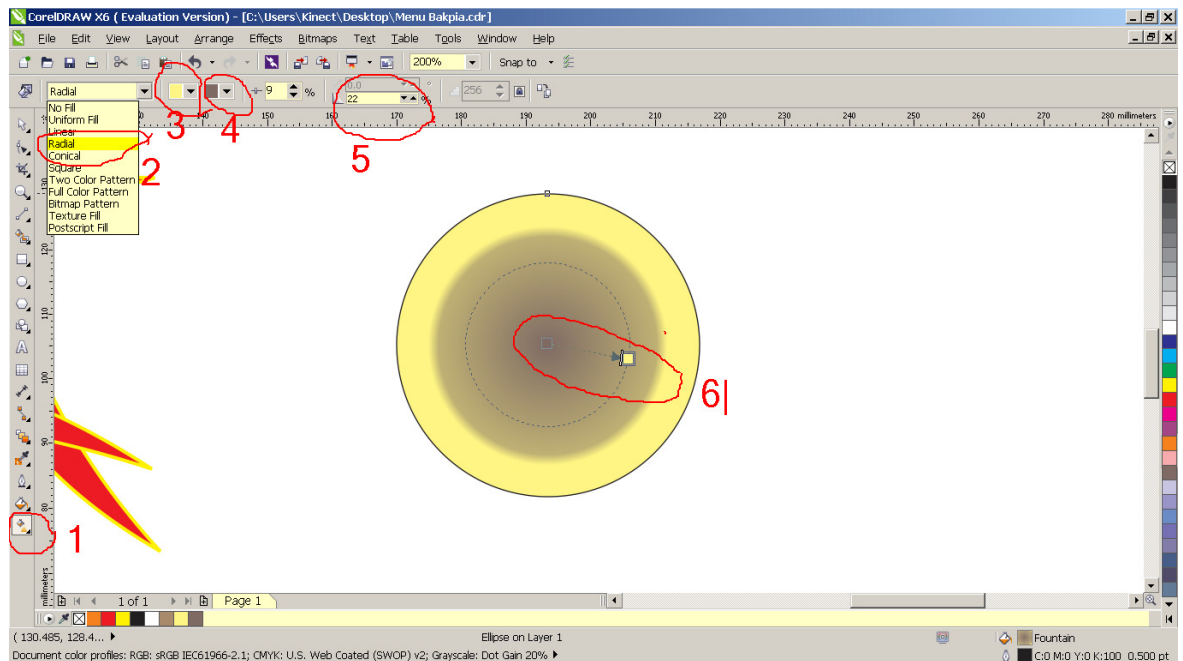 CorelDRAW X6 ( Evaluation Version) - [C:\Users\Kinect\Desktop\Menu Bakpia.cdr]
File Edit View Layout Arrange Effects Bitmaps Text Table Tools Window Help
200% Snap to
Radial 9 % 0.0 °
22 % 256
No Fill
Uniform Fill
Linear
Radial
Conical
Square
Two Color Pattern
Full Color Pattern
Bitmap Pattern
Texture Fill
Postscript Fill
140 150 160 170 180 190 200 210 220 230 240 250 260 270 280 millimeters
3 4
2 5
130
120
110
100
90
80
millimeters
6|
1
1 of 1 Page 1
( 130.485, 128.4... Ellipse on Layer 1 Fountain
Document color profiles: RGB: sRGB IEC61966-2.1; CMYK: U.S. Web Coated (SWOP) v2; Grayscale: Dot Gain 20% C:0 M:0 Y:0 K:100 0.500 pt